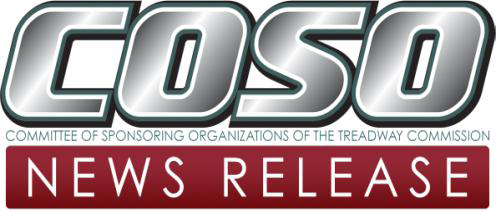 COSO
COMMITTEE OF SPONSORING ORGANIZATIONS OF THE TREADWAY COMMISSION
NEWS RELEASE